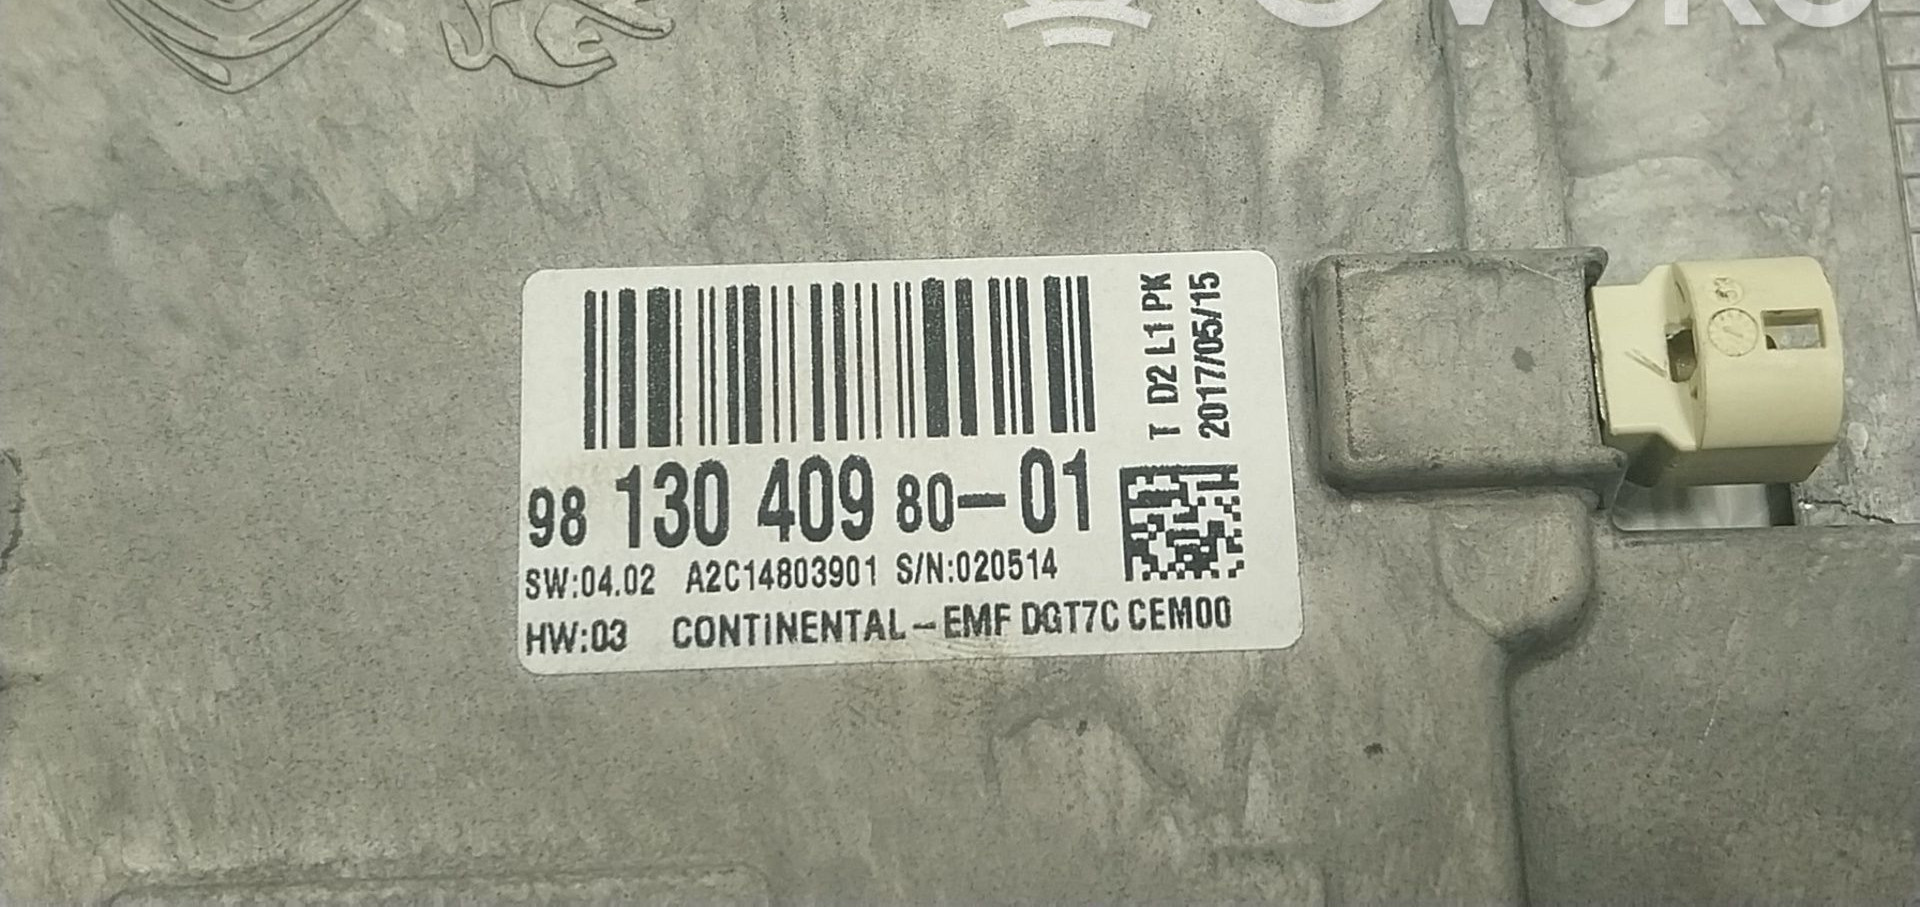 T D2 L1 PK
2017/05/15
98 130 409 80-01
SW:04.02 A2C14803901 S/N:020514
HW:03 CONTINENTAL-EMF DGT7C CEM00